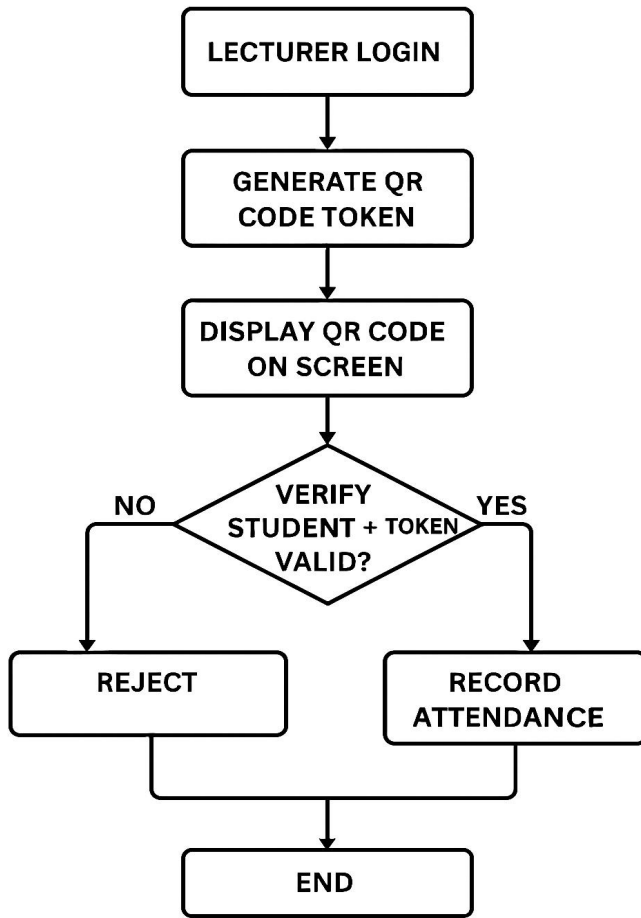 LECTURER LOGIN
GENERATE QR
CODE TOKEN
DISPLAY QR CODE
ON SCREEN
NO
YES
VERIFY
STUDENT + TOKEN
VALID?
REJECT
RECORD
ATTENDANCE
END